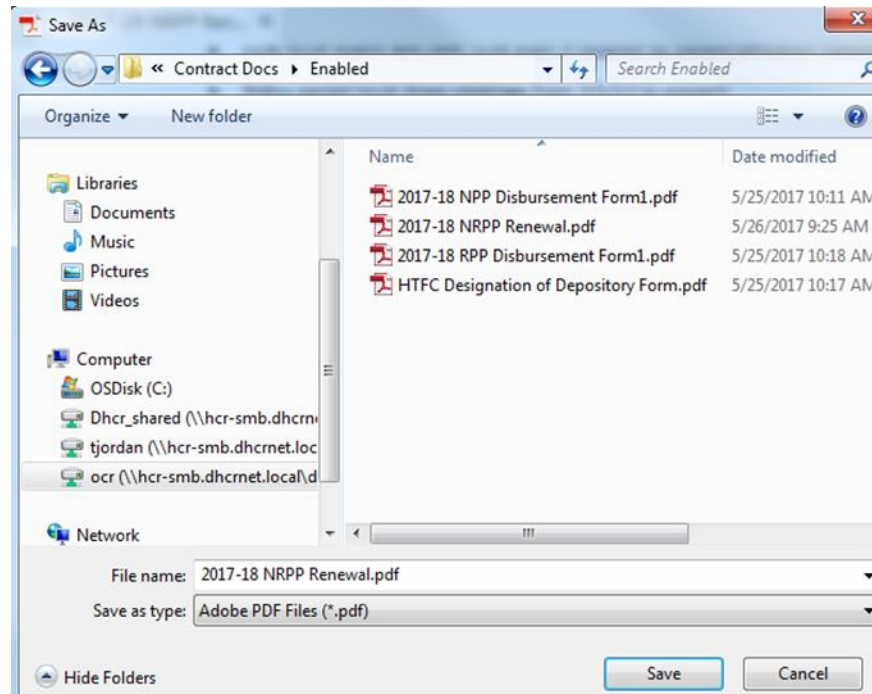 Save As
« Contract Docs ▸ Enabled
Search Enabled
Organize
New folder
Name
Date modified
Libraries
Documents
Music
Pictures
Videos
Computer
OSDisk (C:)
Dhcr_shared (\\hcr-smb.dhcrn
tjordan (\\hcr-smb.dhcrnet.loc
ocr (\\hcr-smb.dhcrnet.local\d
Network
2017-18 NPP Disbursement Form1.pdf 5/25/2017 10:11 AM
2017-18 NRPP Renewal.pdf 5/26/2017 9:25 AM
2017-18 RPP Disbursement Form1.pdf 5/25/2017 10:18 AM
HTFC Designation of Depository Form.pdf 5/25/2017 10:17 AM
File name: 2017-18 NRPP Renewal.pdf
Save as type: Adobe PDF Files (*.pdf)
Hide Folders
Save
Cancel